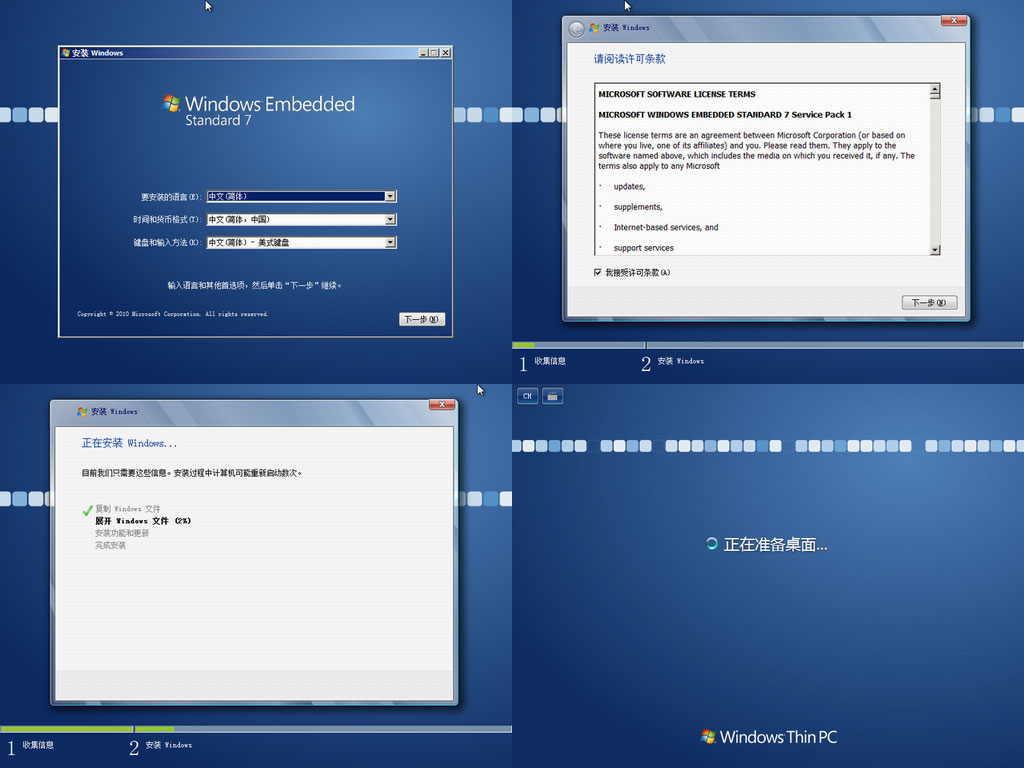 安装 Windows
Windows Embedded
Standard 7
要安装的语言(E):
中文(简体)
时间和货币格式(T):
中文(简体，中国)
键盘和输入方法(K):
中文(简体) - 美式键盘
输入语言和其他首选项，然后单击“下一步”继续。
Copyright © 2010 Microsoft Corporation. All rights reserved.
下一步(N)
安装 Windows
请阅读许可条款
MICROSOFT SOFTWARE LICENSE TERMS
MICROSOFT WINDOWS EMBEDDED STANDARD 7 Service Pack 1
These license terms are an agreement between Microsoft Corporation (or based on
where you live, one of its affiliates) and you. Please read them. They apply to the
software named above, which includes the media on which you received it, if any. The
terms also apply to any Microsoft
· updates,
· supplements,
· Internet-based services, and
· support services
我接受许可条款(A)
下一步(N)
1 收集信息
2 安装 Windows
安装 Windows
正在安装 Windows...
目前我们只需要这些信息。安装过程中计算机可能重新启动数次。
复制 Windows 文件
展开 Windows 文件 (2%)
安装功能和更新
完成安装
1 收集信息
2 安装 Windows
CH
正在准备桌面...
Windows Thin PC